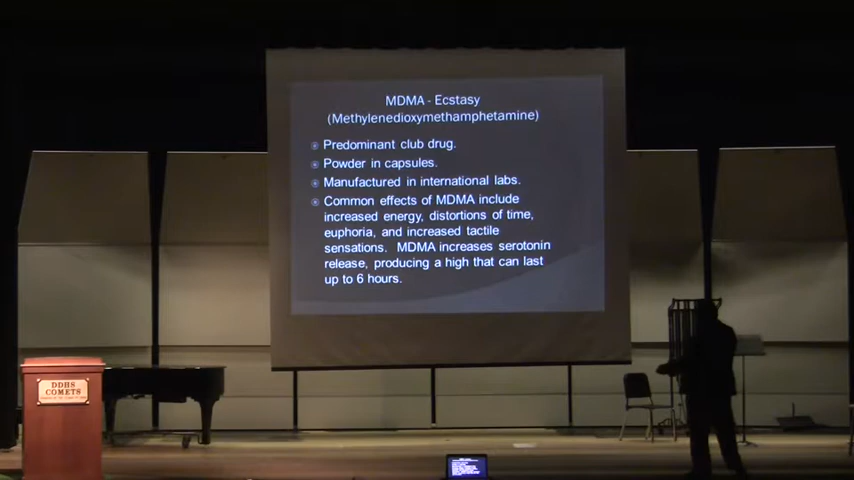 MDMA - Ecstasy
(Methylenedioxymethamphetamine)
Predominant club drug.
Powder in capsules.
Manufactured in international labs.
Common effects of MDMA include
increased energy, distortions of time,
euphoria, and increased tactile
sensations. MDMA increases serotonin
release, producing a high that can last
up to 6 hours.
DDHS
COMETS